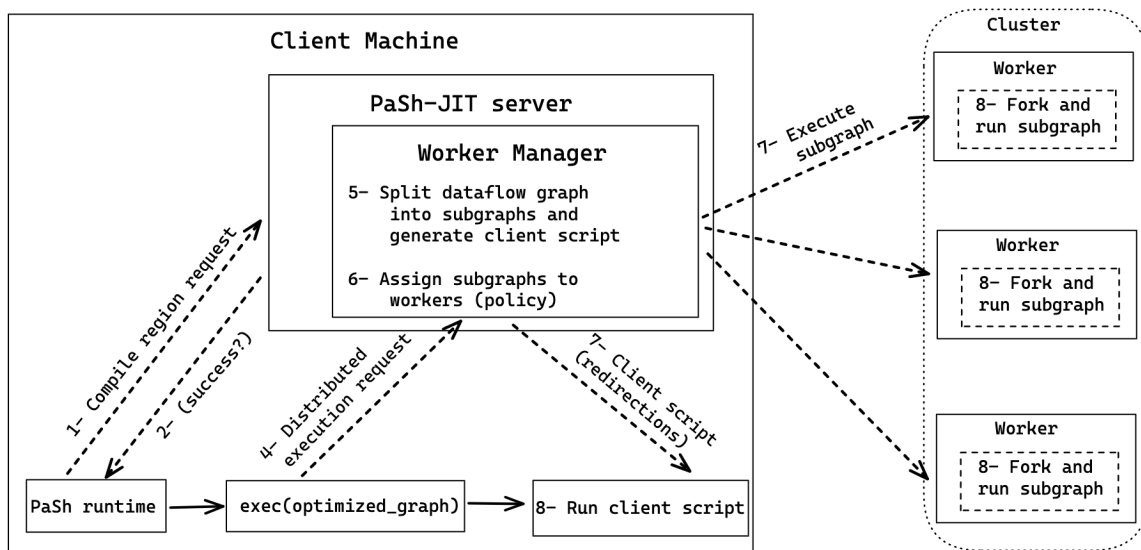 Client Machine
PaSh-JIT server
Worker Manager
5- Split dataflow graph
into subgraphs and
generate client script
6- Assign subgraphs to
workers (policy)
1- Compile region request
2- (success?)
4- Distributed
execution request
7- Client script
(redirections)
PaSh runtime
exec(optimized_graph)
8- Run client script
7- Execute
subgraph
Cluster
Worker
8- Fork and
run subgraph
Worker
8- Fork and
run subgraph
Worker
8- Fork and
run subgraph